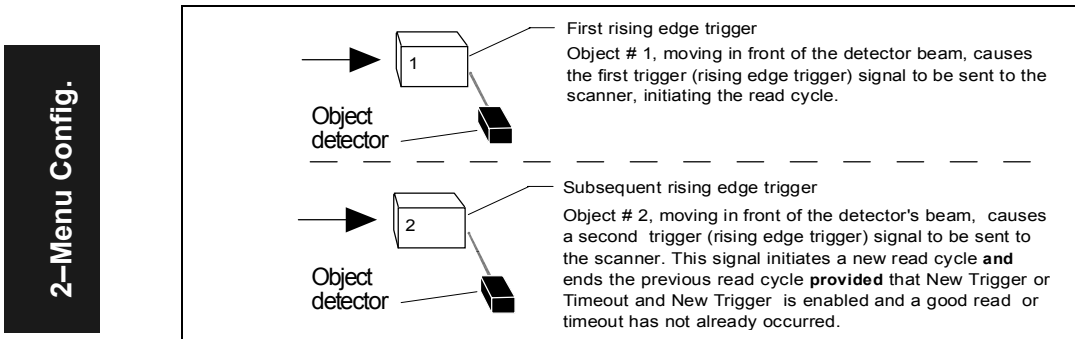 2–Menu Config.
First rising edge trigger
1
Object # 1, moving in front of the detector beam, causes
the first trigger (rising edge trigger) signal to be sent to the
scanner, initiating the read cycle.
Object
detector
Subsequent rising edge trigger
2
Object # 2, moving in front of the detector's beam, causes
a second trigger (rising edge trigger) signal to be sent to
the scanner. This signal initiates a new read cycle and
ends the previous read cycle provided that New Trigger or
Timeout and New Trigger is enabled and a good read or
timeout has not already occurred.
Object
detector